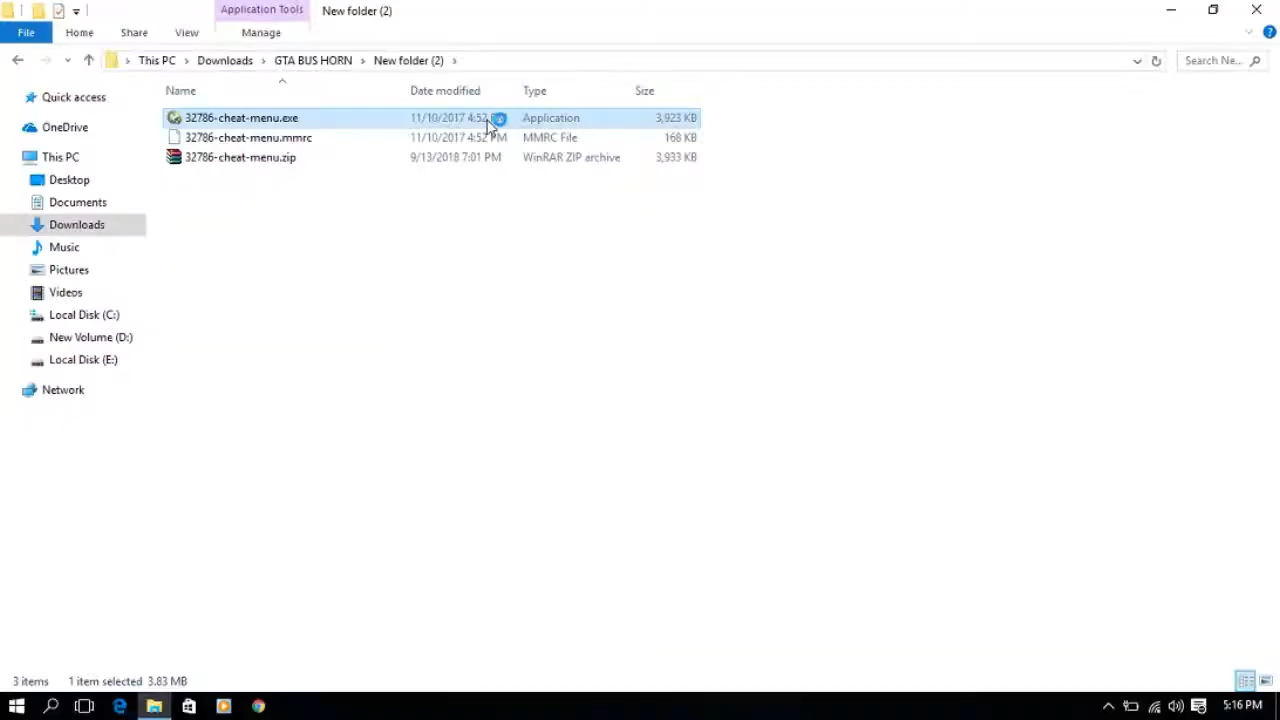 Application Tools New folder (2)
File Home Share View Manage
This PC Downloads GTA BUS HORN New folder (2) Search Ne...
Name Date modified Type Size
Quick access
32786-cheat-menu.exe 11/10/2017 4:52 Application 3,923 KB
OneDrive
32786-cheat-menu.mmrc 11/10/2017 4:52 PM MMRC File 168 KB
This PC
32786-cheat-menu.zip 9/13/2018 7:01 PM WinRAR ZIP archive 3,933 KB
Desktop
Documents
Downloads
Music
Pictures
Videos
Local Disk (C:)
New Volume (D:)
Local Disk (E:)
Network
3 items 1 item selected 3.83 MB
5:16 PM